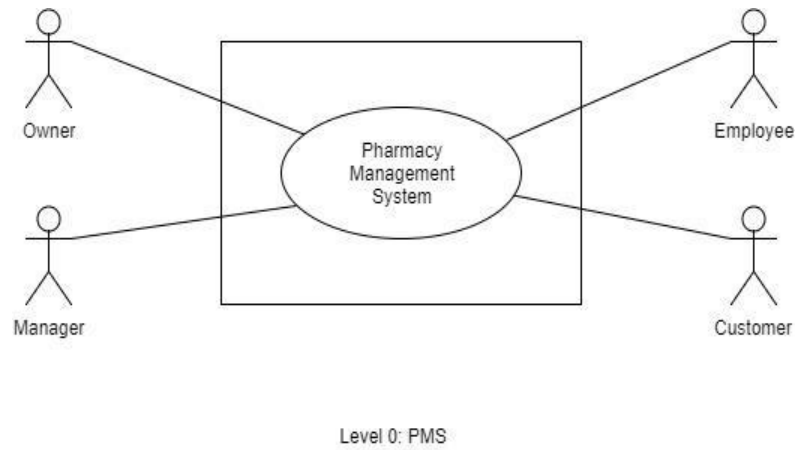 Owner
Employee
Pharmacy
Management
System
Manager
Customer
Level 0: PMS